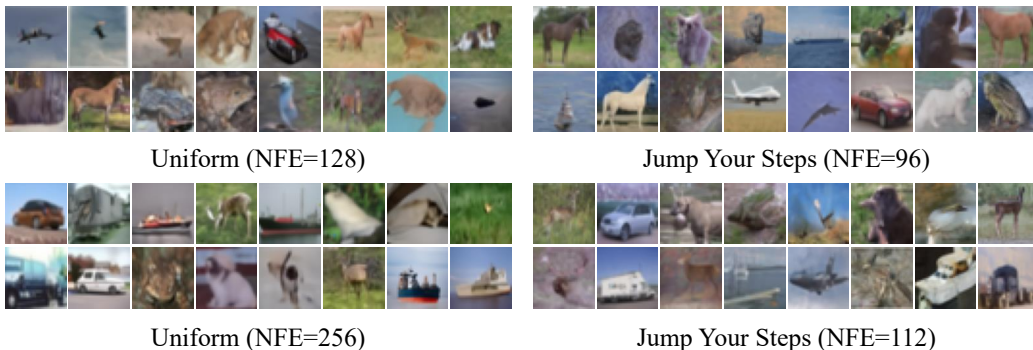 Uniform (NFE=128)
Jump Your Steps (NFE=96)
Uniform (NFE=256)
Jump Your Steps (NFE=112)